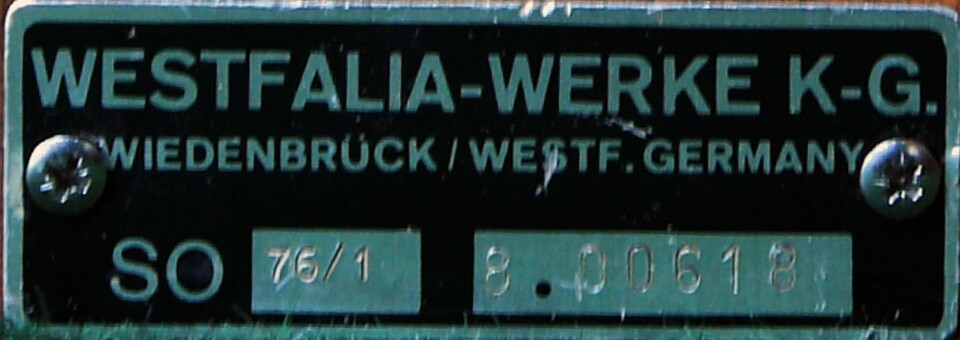 WESTFALIA-WERKE K-G.
WIEDENBRÜCK / WESTF. GERMANY
SO 76/1 8.00618